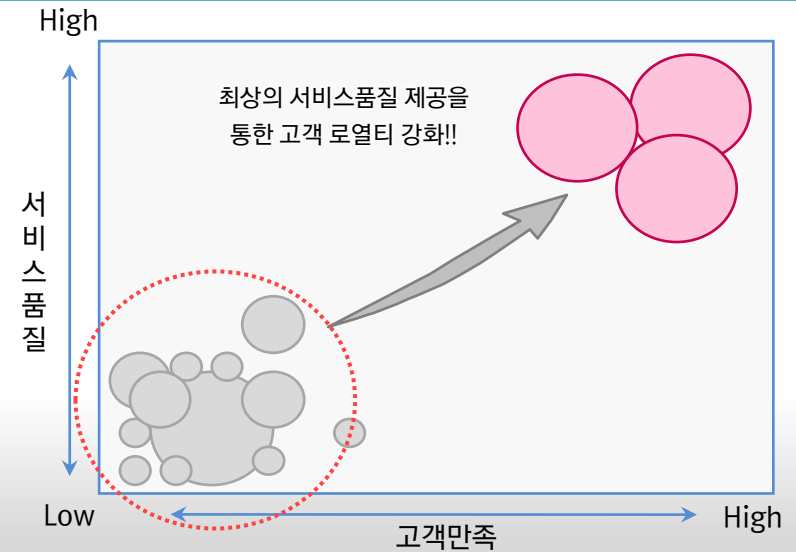 High
최상의 서비스품질 제공을
통한 고객 로열티 강화!!
서
비
스
품
질
Low
고객만족
High